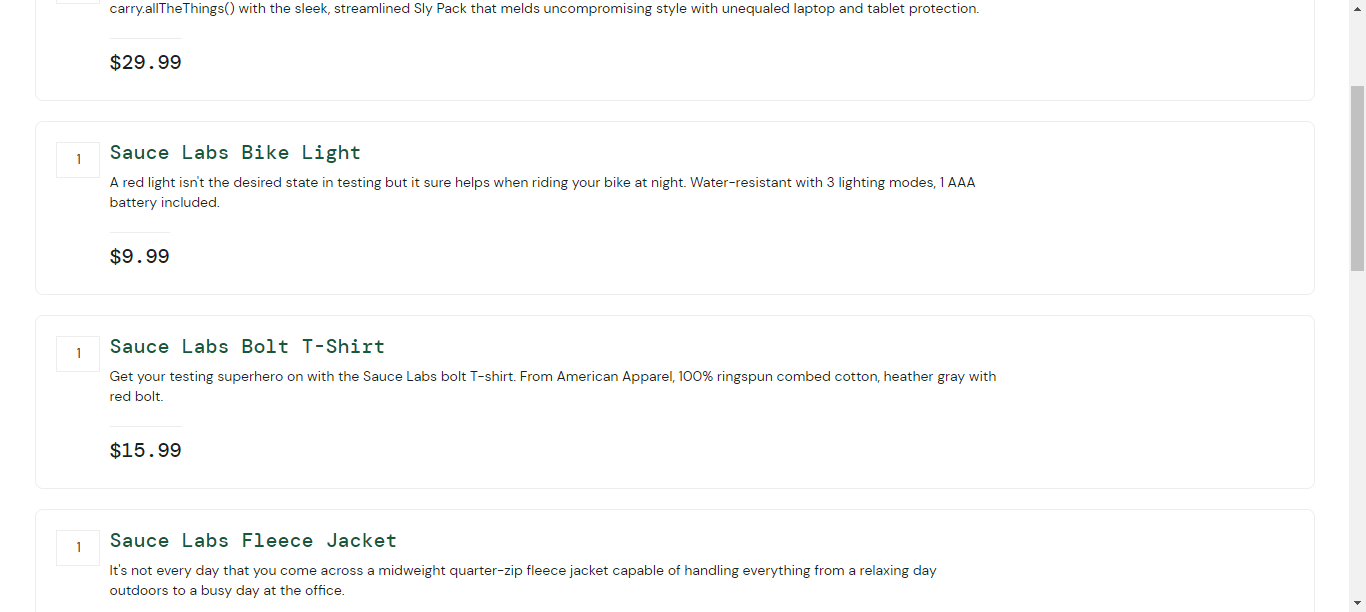 carry.allTheThings() with the sleek, streamlined Sly Pack that melds uncompromising style with unequaled laptop and tablet protection.
$29.99
1
Sauce Labs Bike Light
A red light isn't the desired state in testing but it sure helps when riding your bike at night. Water-resistant with 3 lighting modes, 1 AAA
battery included.
$9.99
1
Sauce Labs Bolt T-Shirt
Get your testing superhero on with the Sauce Labs bolt T-shirt. From American Apparel, 100% ringspun combed cotton, heather gray with
red bolt.
$15.99
1
Sauce Labs Fleece Jacket
It's not every day that you come across a midweight quarter-zip fleece jacket capable of handling everything from a relaxing day
outdoors to a busy day at the office.